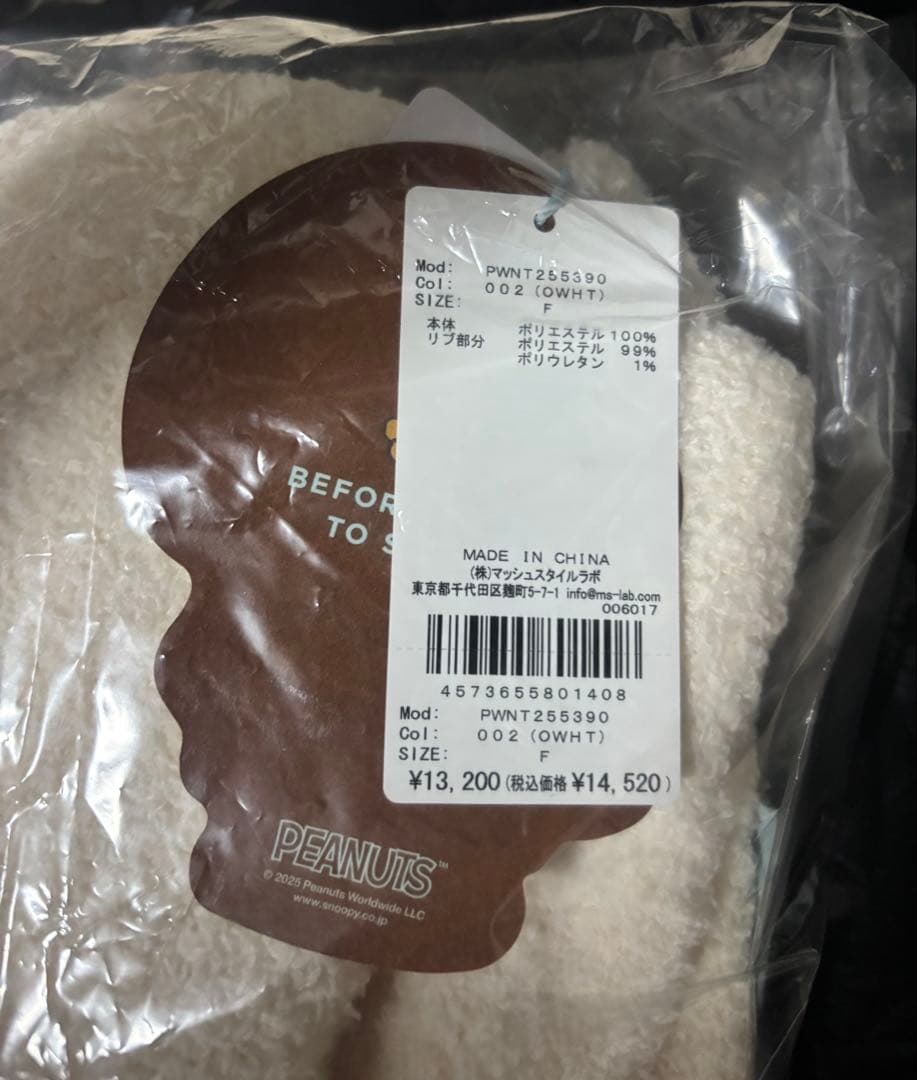 Mod: PWNT255390
Col: 002 (OWHT)
SIZE: F
本体 ポリエステル 100%
リブ部分 ポリエステル 99%
ポリウレタン 1%
MADE IN CHINA
(株)マッシュスタイルラボ
東京都千代田区麹町5-7-1 info@ms-lab.com
006017
4573655801408
Mod: PWNT255390
Col: 002 (OWHT)
SIZE: F
¥13,200(税込価格¥14,520)
BEFOR
TO S
PEANUTS™
© 2025 Peanuts Worldwide LLC
www.snoopy.co.jp